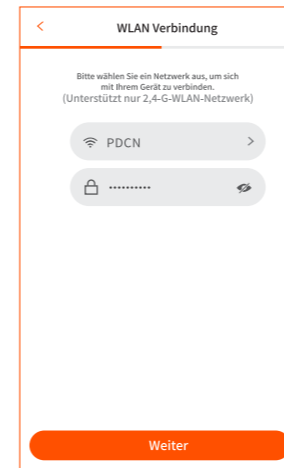 WLAN Verbindung
Bitte wählen Sie ein Netzwerk aus, um sich
mit Ihrem Gerät zu verbinden.
(Unterstützt nur 2,4-G-WLAN-Netzwerk)
PDCN
··········
Weiter